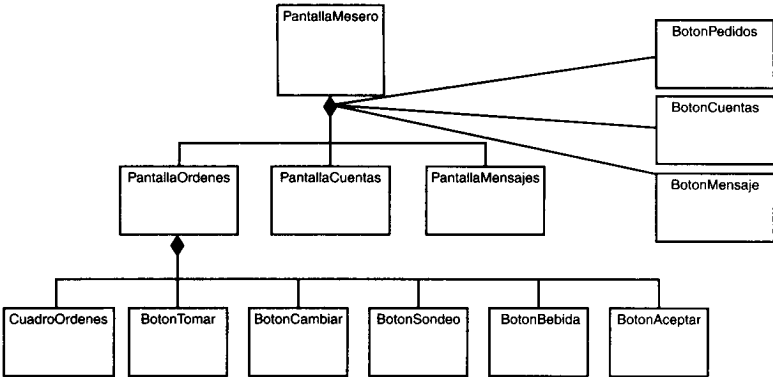 PantallaMesero
BotonPedidos
BotonCuentas
PantallaOrdenes
PantallaCuentas
PantallaMensajes
BotonMensaje
CuadroOrdenes
BotonTomar
BotonCambiar
BotonSondeo
BotonBebida
BotonAceptar